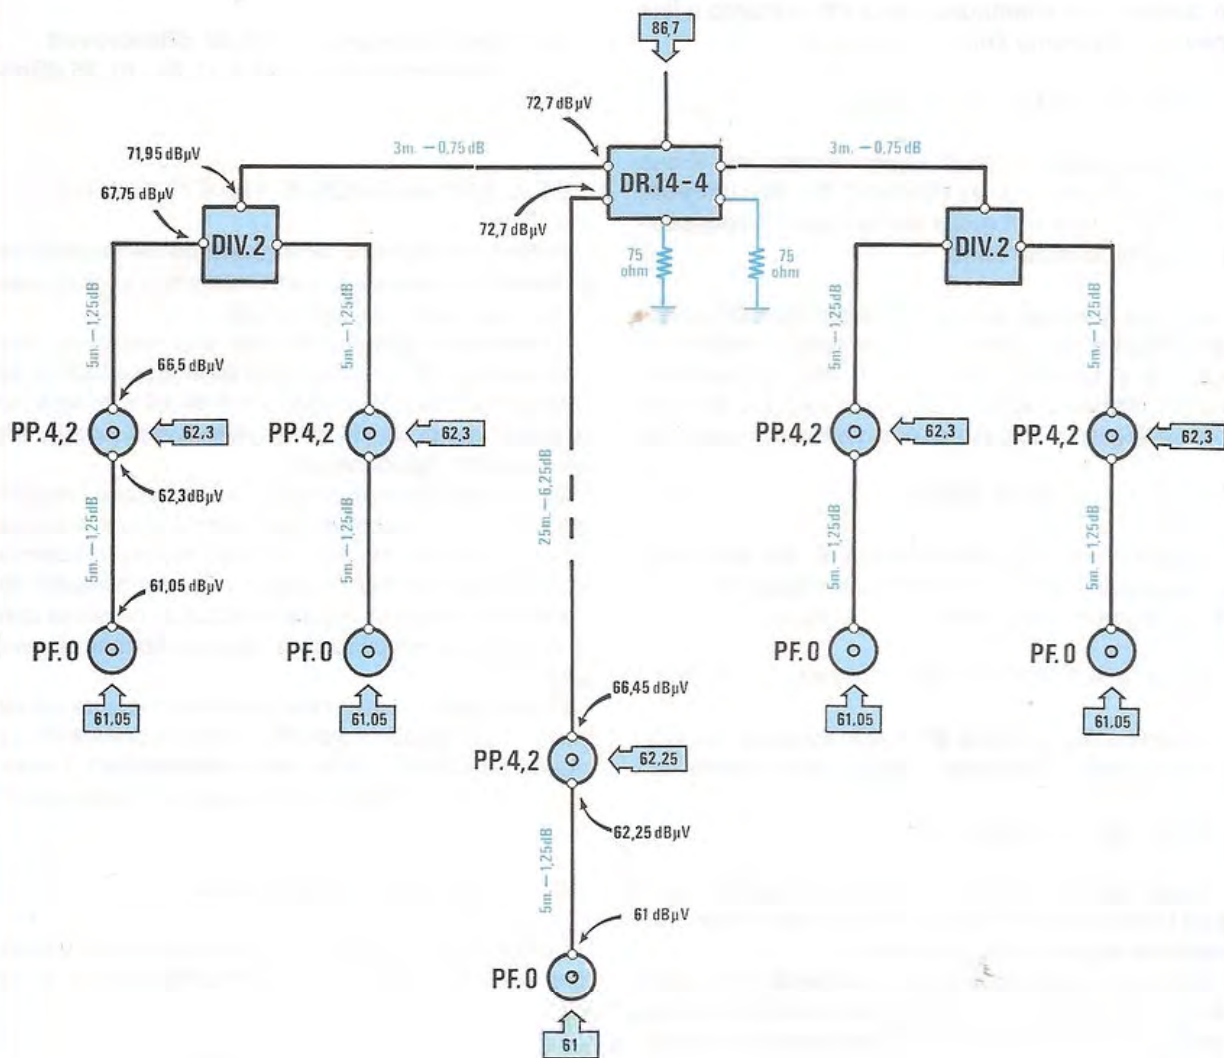 86,7
72,7 dBµV
3m. – 0,75 dB
3m. – 0,75 dB
71,95 dBµV
67,75 dBµV
DR.14-4
72,7 dBµV
DIV.2
DIV.2
75 ohm
75 ohm
5m. – 1,25dB
5m. – 1,25dB
5m. – 1,25dB
5m. – 1,25dB
66,5 dBµV
PP.4,2
62,3
PP.4,2
62,3
PP.4,2
62,3
PP.4,2
62,3
62,3dBµV
25m. – 6,25dB
5m. – 1,25dB
5m. – 1,25dB
5m. – 1,25dB
5m. – 1,25dB
61,05 dBµV
PF.0
PF.0
PF.0
PF.0
61,05
61,05
61,05
61,05
66,45 dBµV
PP.4,2
62,25
62,25 dBµV
5m. – 1,25dB
61 dBµV
PF.0
61